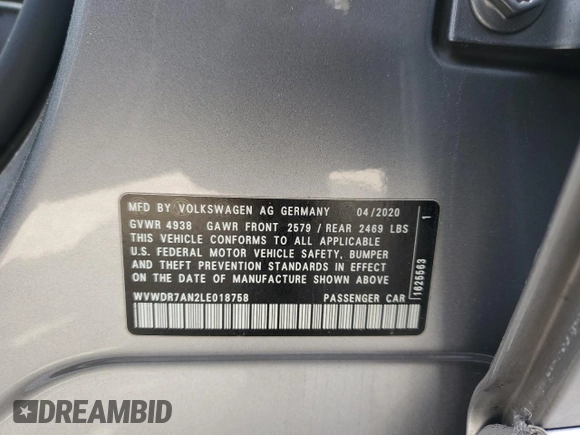 MFD BY VOLKSWAGEN AG GERMANY 04/2020
GVWR 4938 GAWR FRONT 2579 / REAR 2469 LBS
THIS VEHICLE CONFORMS TO ALL APPLICABLE
U.S. FEDERAL MOTOR VEHICLE SAFETY, BUMPER
AND THEFT PREVENTION STANDARDS IN EFFECT
ON THE DATE OF MANUFACTURE SHOWN ABOVE
WVWDR7AN2LE018758 PASSENGER CAR
1625563 1
DREAMBID